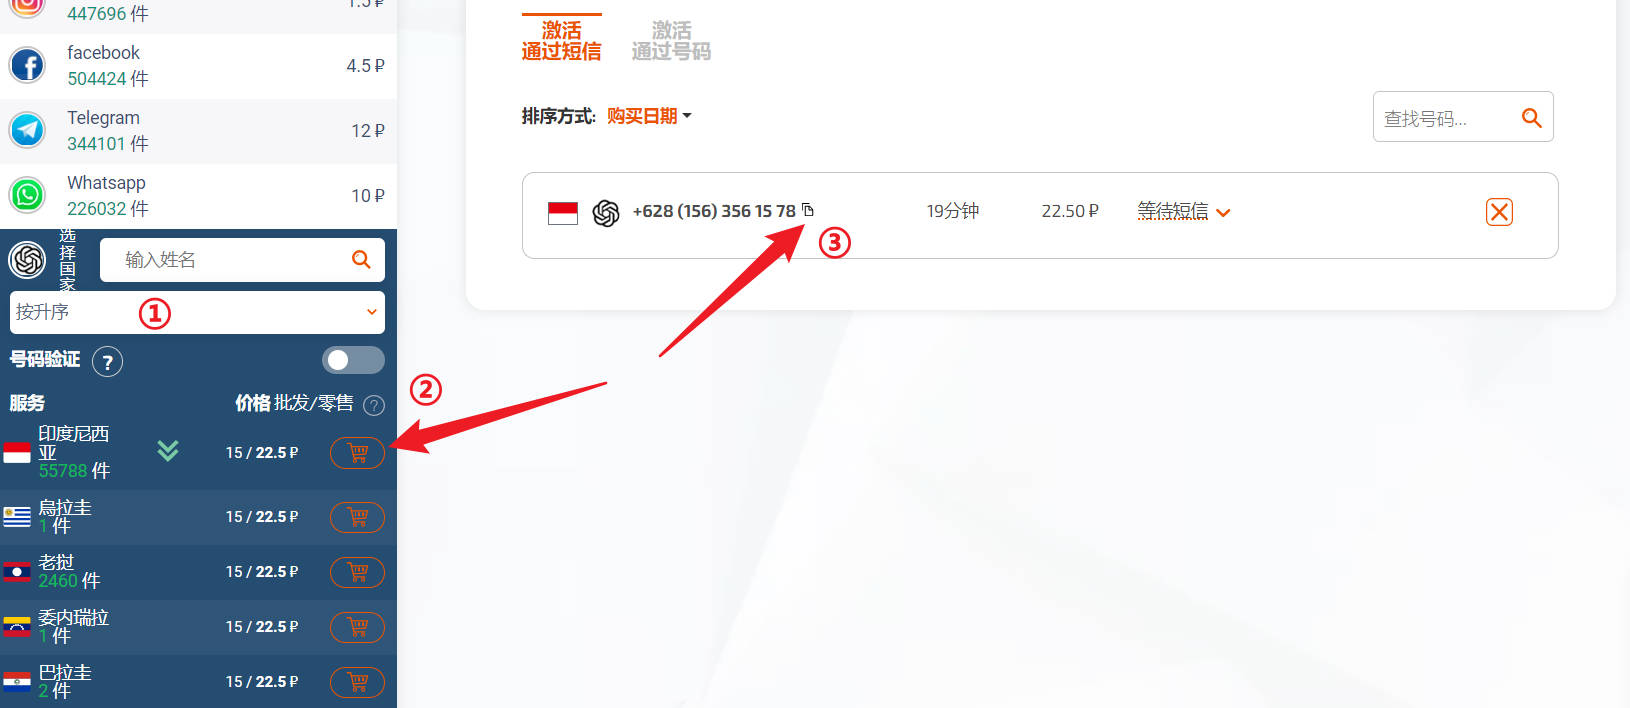 447696 件
1.5 ₽
facebook
504424 件
4.5 ₽
Telegram
344101 件
12 ₽
Whatsapp
226032 件
10 ₽
选择国家
输入姓名
按升序
①
号码验证 ?
服务
价格 批发/零售 ?
②
印度尼西亚
55788 件
15 / 22.5 ₽
烏拉圭
1 件
15 / 22.5 ₽
老挝
2460 件
15 / 22.5 ₽
委内瑞拉
1 件
15 / 22.5 ₽
巴拉圭
2 件
15 / 22.5 ₽
激活
通过短信
激活
通过号码
排序方式: 购买日期
查找号码...
+628 (156) 356 15 78
19分钟
22.50 ₽
等待短信
③